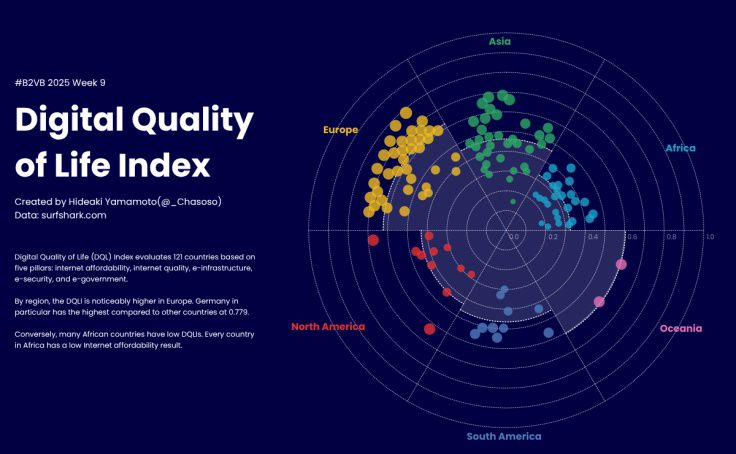 #B2VB 2025 Week 9
Digital Quality
of Life Index
Created by Hideaki Yamamoto(@_Chasoso)
Data: surfshark.com
Digital Quality of Life (DQL) Index evaluates 121 countries based on
five pillars: internet affordability, internet quality, e-infrastructure,
e-security, and e-government.
By region, the DQLI is noticeably higher in Europe. Germany in
particular has the highest compared to other countries at 0.779.
Conversely, many African countries have low DQLIs. Every country
in Africa has a low Internet affordability result.
Asia
Europe
Africa
0.0 0.2 0.4 0.6 0.8 1.0
North America
Oceania
South America